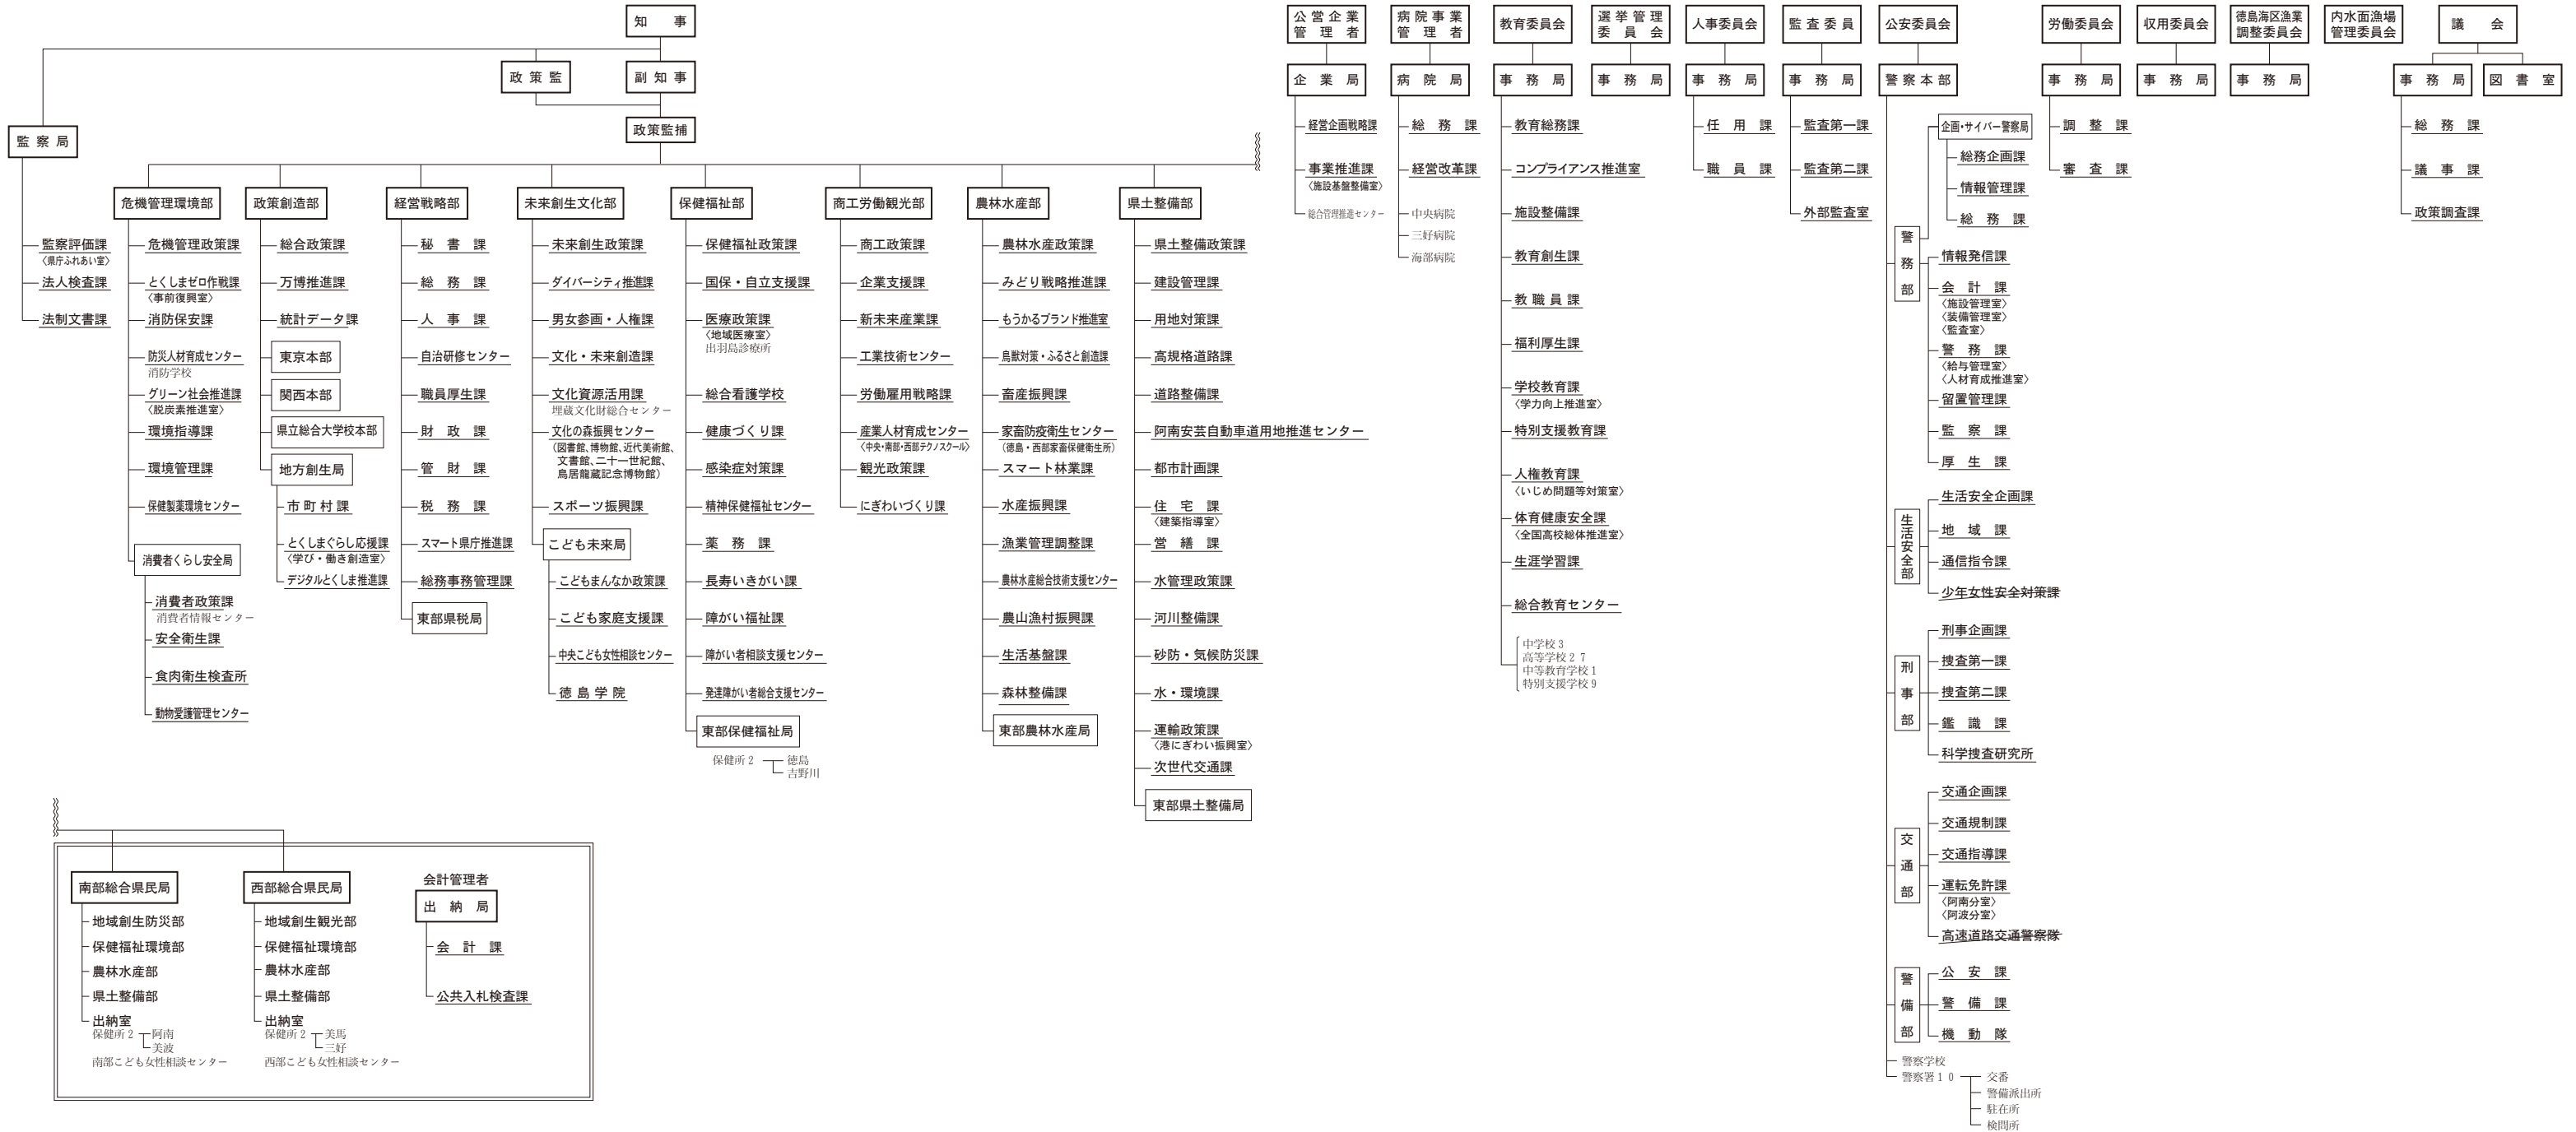 知　事
政策監
副知事
政策監補
監察局
監察評価課
〈県庁ふれあい室〉
法人検査課
法制文書課
危機管理環境部
危機管理政策課
とくしまゼロ作戦課
〈事前復興室〉
消防保安課
防災人材育成センター
消防学校
グリーン社会推進課
〈脱炭素推進室〉
環境指導課
環境管理課
保健製薬環境センター
消費者くらし安全局
消費者政策課
消費者情報センター
安全衛生課
食肉衛生検査所
動物愛護管理センター
政策創造部
総合政策課
万博推進課
統計データ課
東京本部
関西本部
県立総合大学校本部
地方創生局
市町村課
とくしまぐらし応援課
〈学び・働き創造室〉
デジタルとくしま推進課
経営戦略部
秘書課
総務課
人事課
自治研修センター
職員厚生課
財政課
管財課
税務課
スマート県庁推進課
総務事務管理課
東部県税局
未来創生文化部
未来創生政策課
ダイバーシティ推進課
男女参画・人権課
文化・未来創造課
文化資源活用課
埋蔵文化財総合センター
文化の森振興センター
（図書館、博物館、近代美術館、
文書館、二十一世紀館、
鳥居龍蔵記念博物館）
スポーツ振興課
こども未来局
こどもまんなか政策課
こども家庭支援課
中央こども女性相談センター
徳島学院
保健福祉部
保健福祉政策課
国保・自立支援課
医療政策課
〈地域医療室〉
出羽島診療所
総合看護学校
健康づくり課
感染症対策課
精神保健福祉センター
薬務課
長寿いきがい課
障がい福祉課
障がい者相談支援センター
発達障がい者総合支援センター
東部保健福祉局
保健所2
徳島
吉野川
商工労働観光部
商工政策課
企業支援課
新未来産業課
工業技術センター
労働雇用戦略課
産業人材育成センター
〈中央・南部・西部テクノスクール〉
観光政策課
にぎわいづくり課
農林水産部
農林水産政策課
みどり戦略推進課
もうかるブランド推進室
鳥獣対策・ふるさと創造課
畜産振興課
家畜防疫衛生センター
（徳島・西部家畜保健衛生所）
スマート林業課
水産振興課
漁業管理調整課
農林水産総合技術支援センター
農山漁村振興課
生活基盤課
森林整備課
東部農林水産局
県土整備部
県土整備政策課
建設管理課
用地対策課
高規格道路課
道路整備課
阿南安芸自動車道用地推進センター
都市計画課
住宅課
〈建築指導室〉
営繕課
水管理政策課
河川整備課
砂防・気候防災課
水・環境課
運輸政策課
〈港にぎわい振興室〉
次世代交通課
東部県土整備局
南部総合県民局
地域創生防災部
保健福祉環境部
農林水産部
県土整備部
出納室
保健所2
阿南
美波
南部こども女性相談センター
西部総合県民局
地域創生観光部
保健福祉環境部
農林水産部
県土整備部
出納室
保健所2
美馬
三好
西部こども女性相談センター
会計管理者
出納局
会計課
公共入札検査課
公営企業
管理者
企業局
経営企画戦略課
事業推進課
〈施設基盤整備室〉
総合管理推進センター
病院事業
管理者
病院局
総務課
経営改革課
中央病院
三好病院
海部病院
教育委員会
事務局
教育総務課
コンプライアンス推進室
施設整備課
教育創生課
教職員課
福利厚生課
学校教育課
〈学力向上推進室〉
特別支援教育課
人権教育課
〈いじめ問題等対策室〉
体育健康安全課
〈全国高校総体推進室〉
生涯学習課
総合教育センター
中学校3
高等学校27
中等教育学校1
特別支援学校9
選挙管理
委員会
事務局
人事委員会
事務局
任用課
職員課
監査委員
事務局
監査第一課
監査第二課
外部監査室
公安委員会
警察本部
警務部
企画・サイバー警察局
総務企画課
情報管理課
総務課
情報発信課
会計課
〈施設管理室〉
〈装備管理室〉
〈監査室〉
警務課
〈給与管理室〉
〈人材育成推進室〉
留置管理課
監察課
厚生課
生活安全部
生活安全企画課
地域課
通信指令課
少年女性安全対策課
刑事部
刑事企画課
捜査第一課
捜査第二課
鑑識課
科学捜査研究所
交通部
交通企画課
交通規制課
交通指導課
運転免許課
〈阿南分室〉
〈阿波分室〉
高速道路交通警察隊
警備部
公安課
警備課
機動隊
警察学校
警察署10
交番
警備派出所
駐在所
検問所
労働委員会
事務局
調整課
審査課
収用委員会
事務局
徳島海区漁業
調整委員会
事務局
内水面漁場
管理委員会
議会
事務局
図書室
総務課
議事課
政策調査課